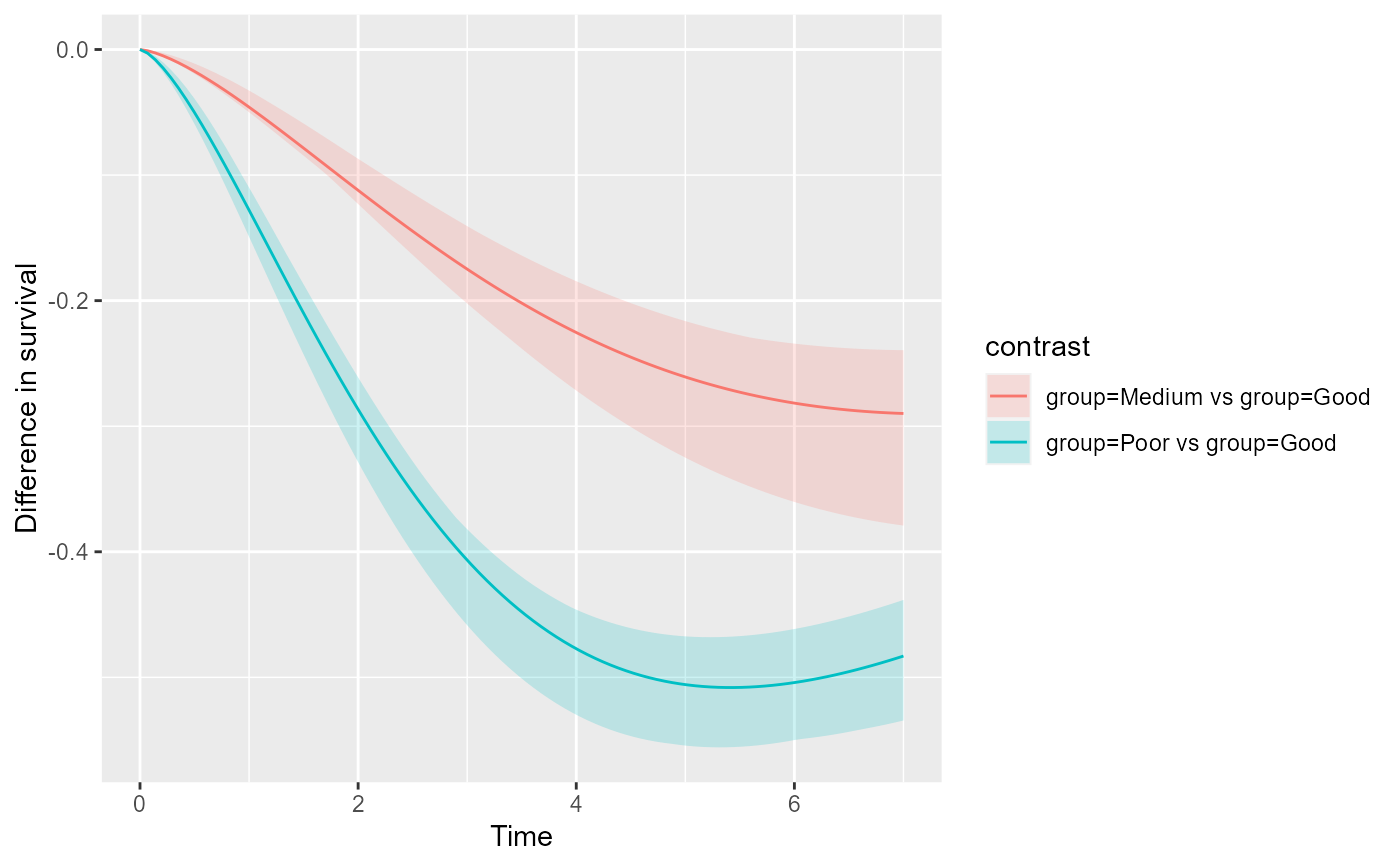 0.0
-0.2
-0.4
Difference in survival
0
2
4
6
Time
contrast
group=Medium vs group=Good
group=Poor vs group=Good